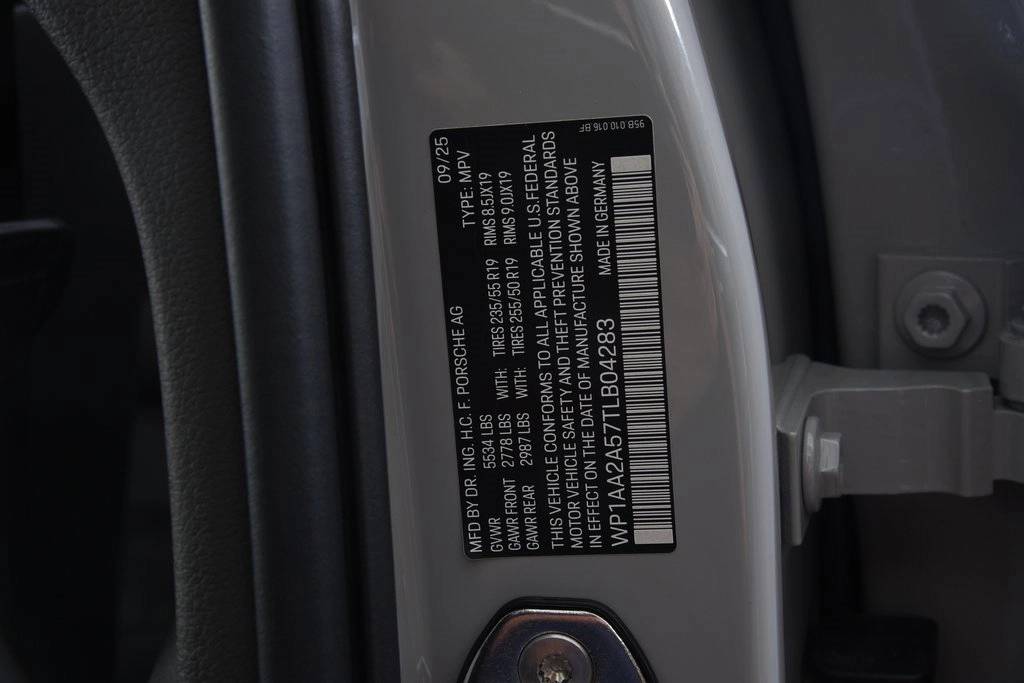 09/25
MFD BY DR. ING. H.C. F. PORSCHE AG TYPE: MPV
GVWR 5534 LBS
GAWR FRONT 2778 LBS WITH: TIRES 235/55 R19 RIMS 8.5JX19
GAWR REAR 2987 LBS WITH: TIRES 255/50 R19 RIMS 9.0JX19
THIS VEHICLE CONFORMS TO ALL APPLICABLE U.S. FEDERAL
MOTOR VEHICLE SAFETY AND THEFT PREVENTION STANDARDS
IN EFFECT ON THE DATE OF MANUFACTURE SHOWN ABOVE
WP1AA2A57TLB04283 MADE IN GERMANY
95B.010.016.BF